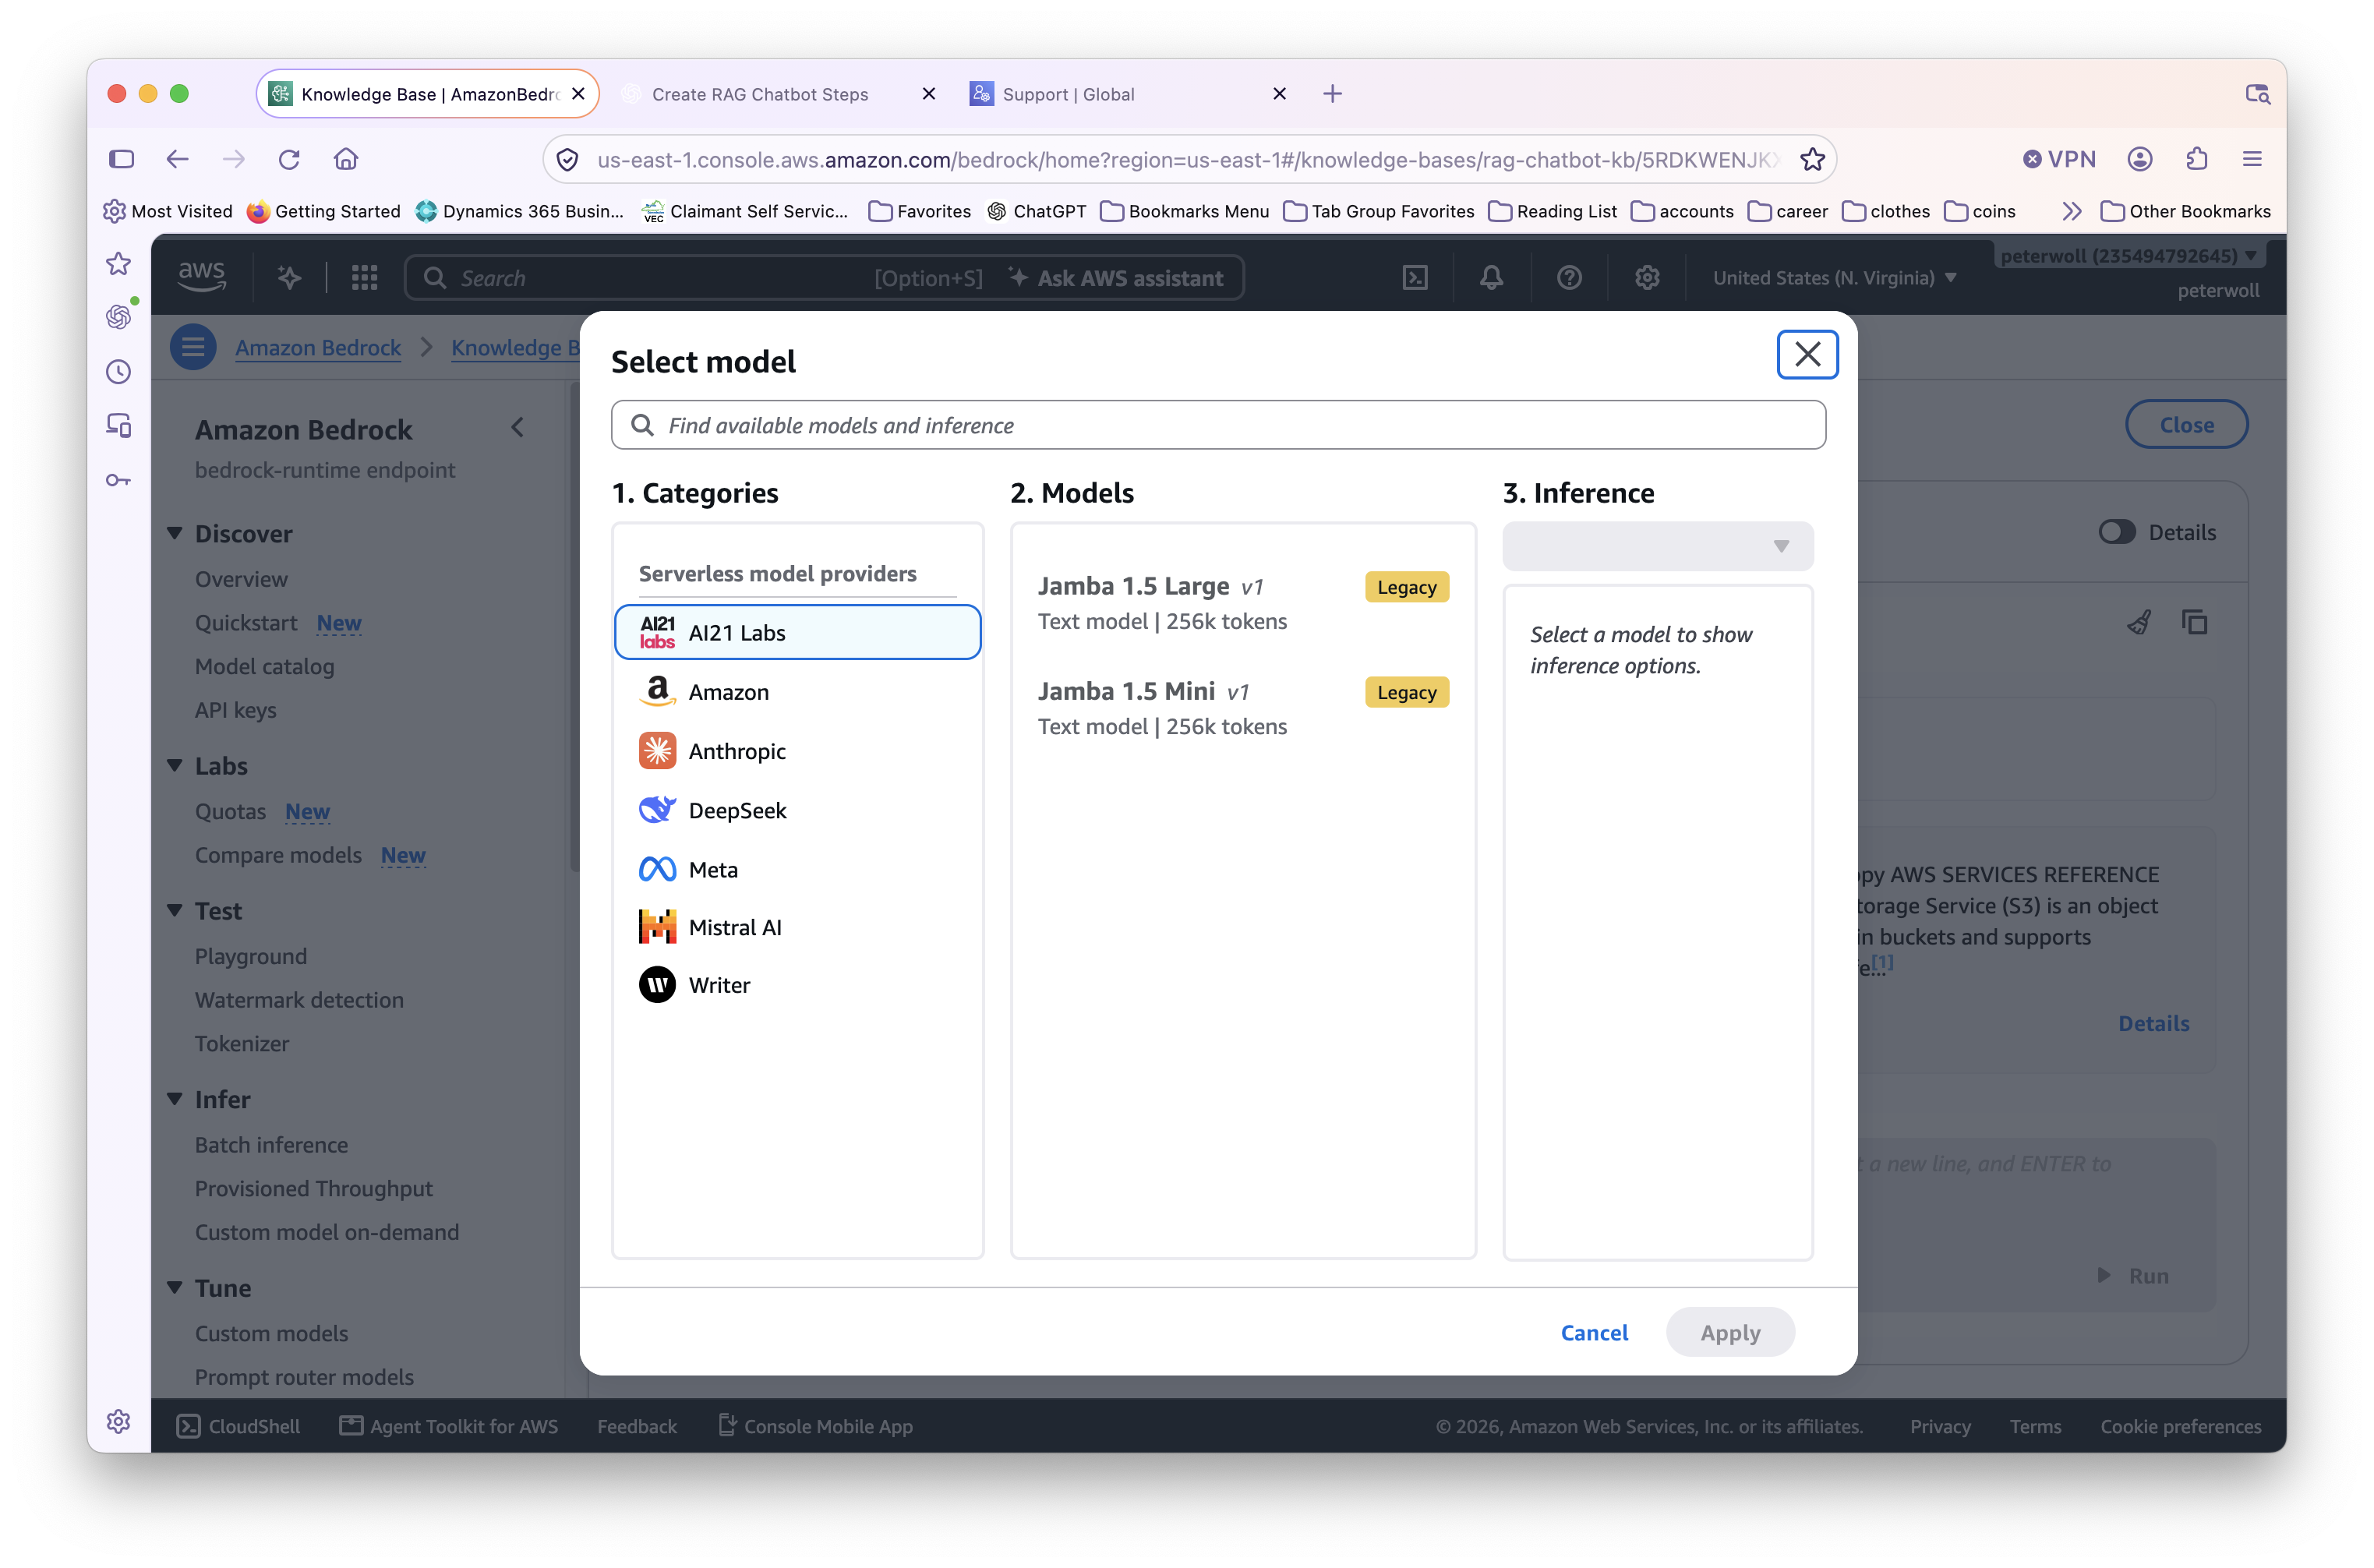 Knowledge Base | AmazonBedro
Create RAG Chatbot Steps
Support | Global
us-east-1.console.aws.amazon.com/bedrock/home?region=us-east-1#/knowledge-bases/rag-chatbot-kb/5RDKWENJKX
VPN
Most Visited
Getting Started
Dynamics 365 Busin...
VEC
Claimant Self Servic...
Favorites
ChatGPT
Bookmarks Menu
Tab Group Favorites
Reading List
accounts
career
clothes
coins
Other Bookmarks
aws
Search
[Option+S]
Ask AWS assistant
United States (N. Virginia)
peterwoll (235494792645)
peterwoll
Amazon Bedrock
Knowledge B
Amazon Bedrock
bedrock-runtime endpoint
Discover
Overview
Quickstart New
Model catalog
API keys
Labs
Quotas New
Compare models New
Test
Playground
Watermark detection
Tokenizer
Infer
Batch inference
Provisioned Throughput
Custom model on-demand
Tune
Custom models
Prompt router models
Select model
Find available models and inference
1. Categories
Serverless model providers
AI21 labs AI21 Labs
Amazon
Anthropic
DeepSeek
Meta
Mistral AI
Writer
2. Models
Jamba 1.5 Large v1 Legacy
Text model | 256k tokens
Jamba 1.5 Mini v1 Legacy
Text model | 256k tokens
3. Inference
Select a model to show
inference options.
Cancel
Apply
Close
Details
py AWS SERVICES REFERENCE
torage Service (S3) is an object
in buckets and supports
fe...[1]
Details
t a new line, and ENTER to
Run
CloudShell
Agent Toolkit for AWS
Feedback
Console Mobile App
© 2026, Amazon Web Services, Inc. or its affiliates.
Privacy
Terms
Cookie preferences